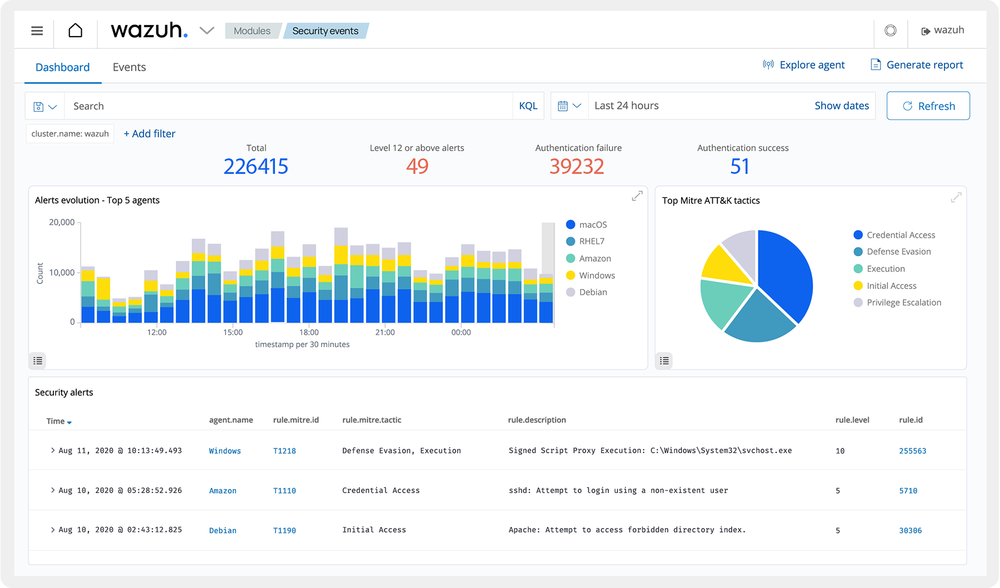 wazuh. Modules Security events wazuh
Dashboard Events Explore agent Generate report
Search KQL Last 24 hours Show dates Refresh
cluster.name: wazuh + Add filter
Total Level 12 or above alerts Authentication failure Authentication success
226415 49 39232 51
Alerts evolution - Top 5 agents
20,000
10,000
0
Count
12:00 15:00 18:00 21:00 00:00
timestamp per 30 minutes
macOS
RHEL7
Amazon
Windows
Debian
Top Mitre ATT&K tactics
Credential Access
Defense Evasion
Execution
Initial Access
Privilege Escalation
Security alerts
Time agent.name rule.mitre.id rule.mitre.tactic rule.description rule.level rule.id
Aug 11, 2020 @ 10:13:49.493 Windows T1218 Defense Evasion, Execution Signed Script Proxy Execution: C:\Windows\System32\svchost.exe 10 255563
Aug 10, 2020 @ 05:28:52.926 Amazon T1110 Credential Access sshd: Attempt to login using a non-existent user 5 5710
Aug 10, 2020 @ 02:43:12.825 Debian T1190 Initial Access Apache: Attempt to access forbidden directory index. 5 30306